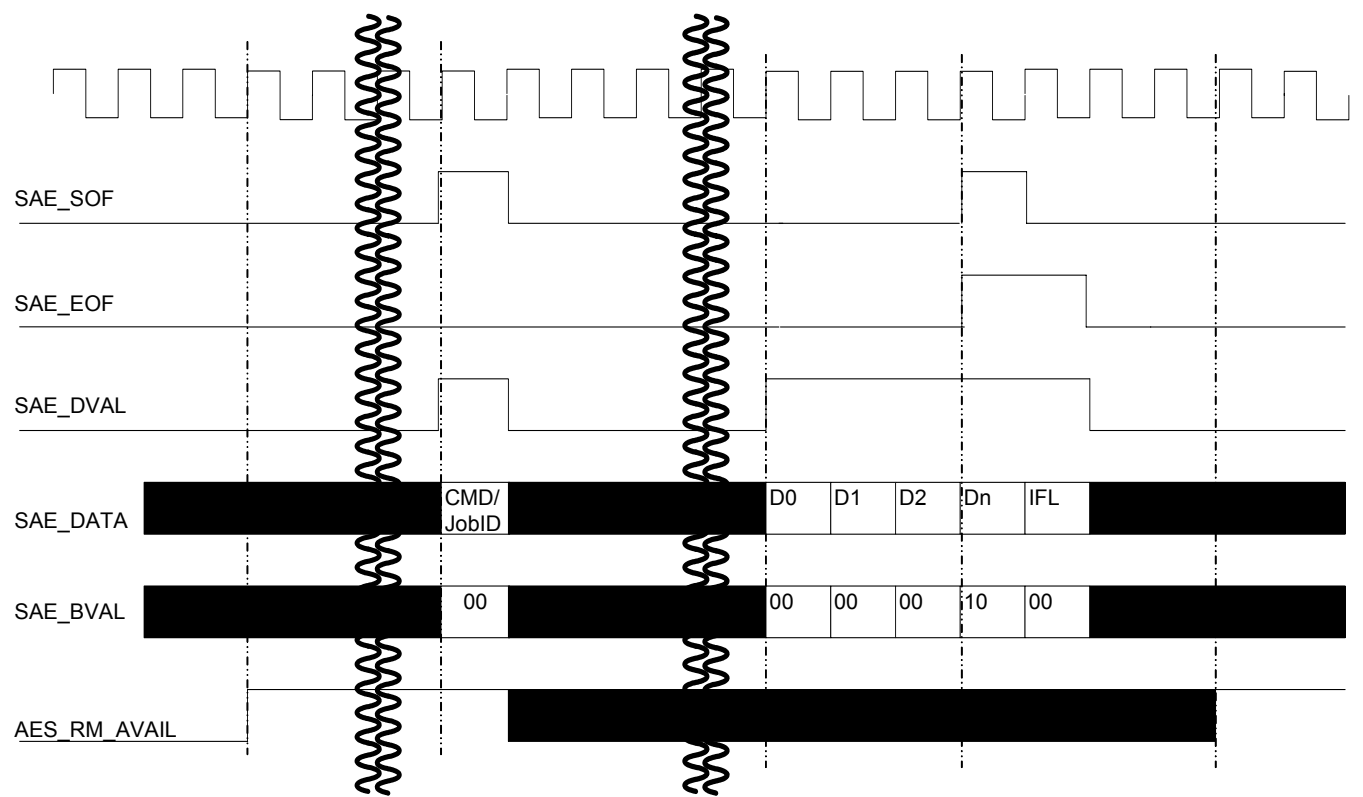 SAE_SOF
SAE_EOF
SAE_DVAL
SAE_DATA
CMD/
JobID
D0 D1 D2 Dn IFL
SAE_BVAL
00 00 00 00 10 00
AES_RM_AVAIL